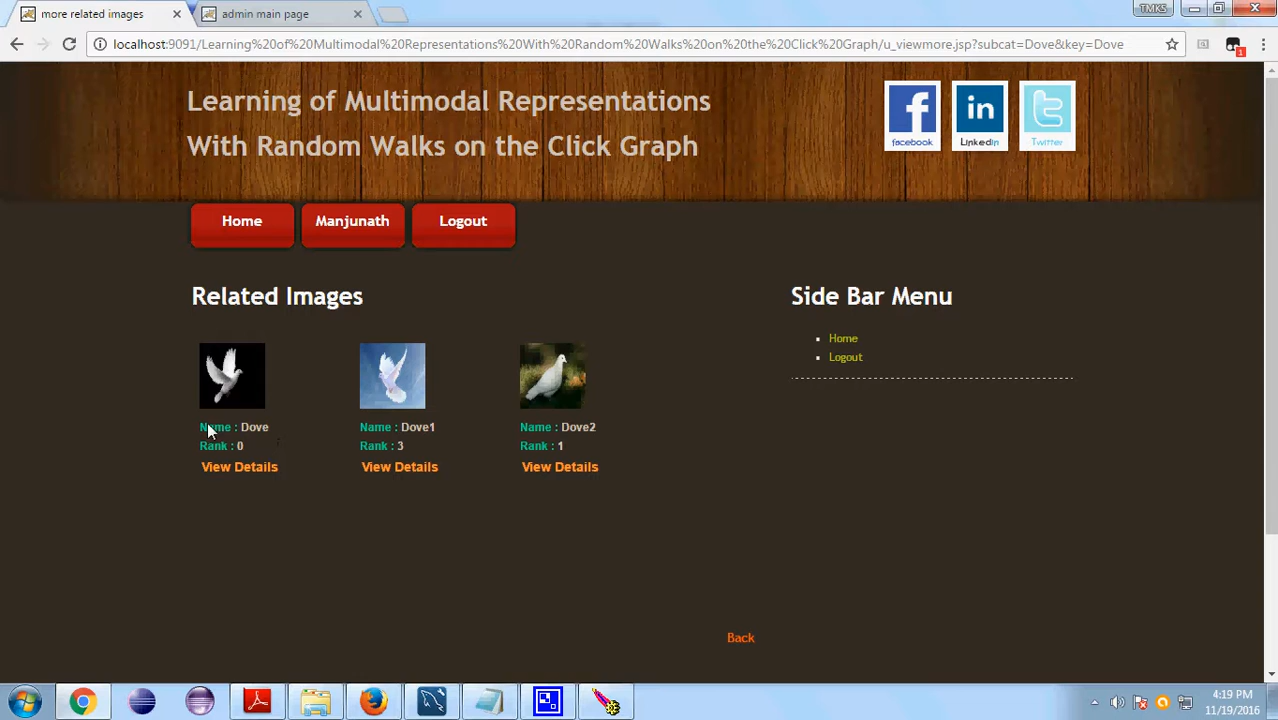 more related images
admin main page
TMKS
localhost:9091/Learning%20of%20Multimodal%20Representations%20With%20Random%20Walks%20on%20the%20Click%20Graph/u_viewmore.jsp?subcat=Dove&key=Dove
1
Learning of Multimodal Representations
With Random Walks on the Click Graph
facebook
in
LinkedIn
Twitter
Home
Manjunath
Logout
Related Images
Side Bar Menu
Home
Logout
Name : Dove
Rank : 0
View Details
Name : Dove1
Rank : 3
View Details
Name : Dove2
Rank : 1
View Details
Back
4:19 PM
11/19/2016